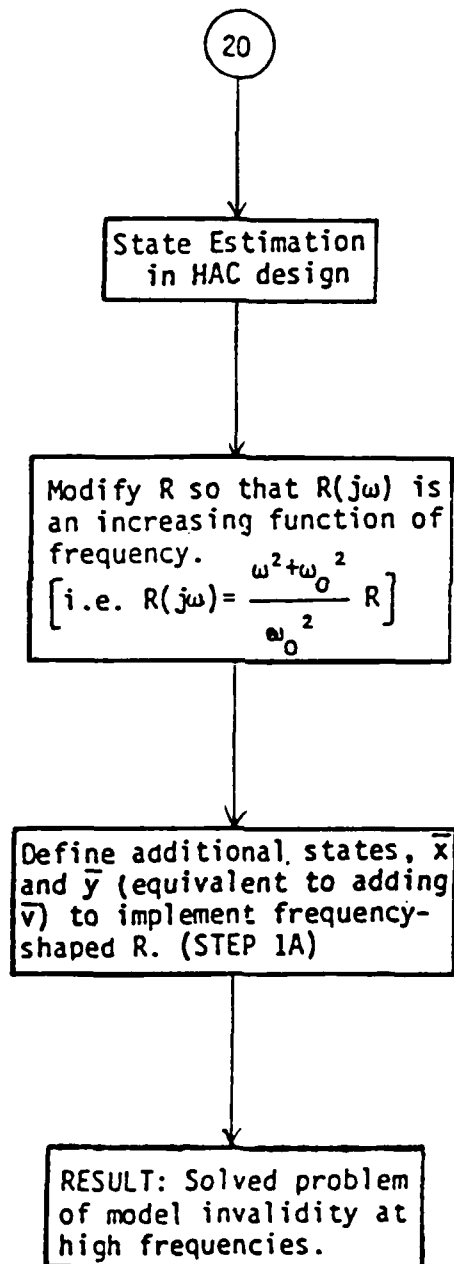 20
State Estimation
in HAC design
Modify R so that R(jω) is
an increasing function of
frequency.
[i.e. R(jω)= (ω²+ω₀²)/ω₀² R]
Define additional states, x̅
and y̅ (equivalent to adding
v̅) to implement frequency-
shaped R. (STEP 1A)
RESULT: Solved problem
of model invalidity at
high frequencies.